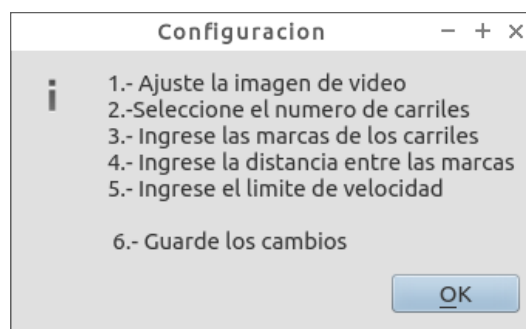 Configuracion
1.- Ajuste la imagen de video
2.-Seleccione el numero de carriles
3.- Ingrese las marcas de los carriles
4.- Ingrese la distancia entre las marcas
5.- Ingrese el limite de velocidad
6.- Guarde los cambios
OK